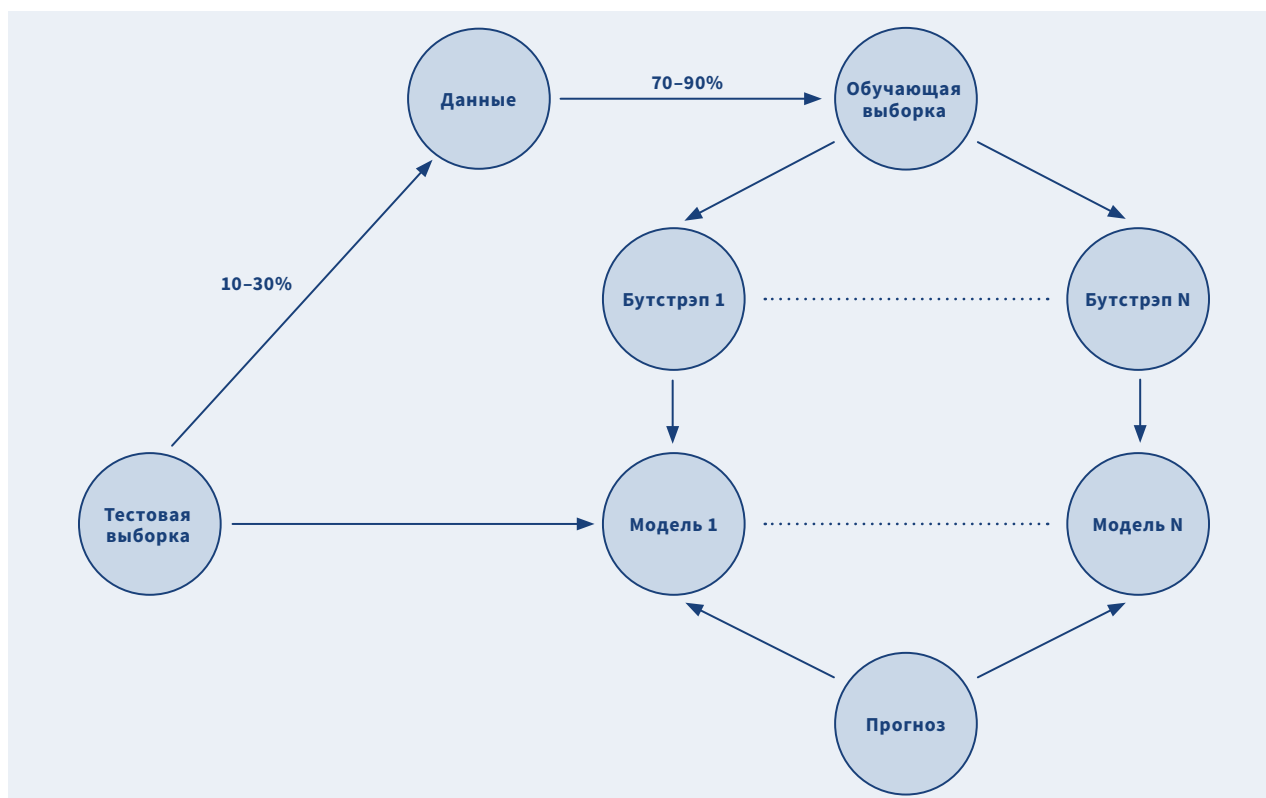 Данные
70–90%
Обучающая
выборка
10–30%
Бутстрэп 1
Бутстрэп N
Тестовая
выборка
Модель 1
Модель N
Прогноз